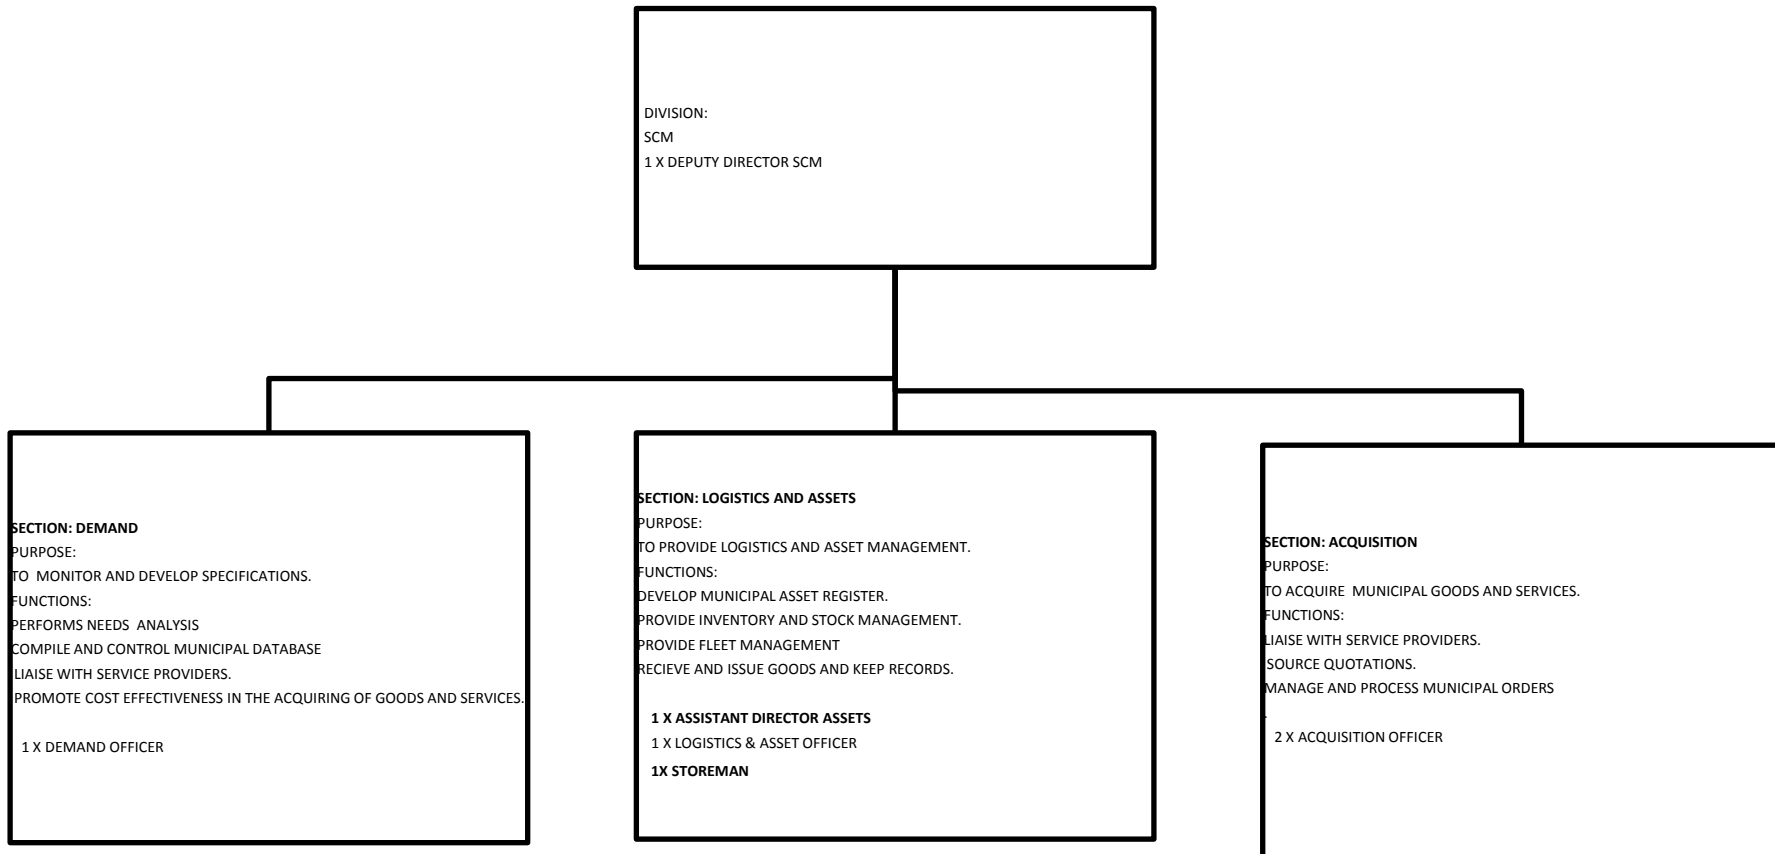 DIVISION:
SCM
1 X DEPUTY DIRECTOR SCM
SECTION: DEMAND
PURPOSE:
TO MONITOR AND DEVELOP SPECIFICATIONS.
FUNCTIONS:
PERFORMS NEEDS ANALYSIS
COMPILE AND CONTROL MUNICIPAL DATABASE
LIAISE WITH SERVICE PROVIDERS.
PROMOTE COST EFFECTIVENESS IN THE ACQUIRING OF GOODS AND SERVICES.
1 X DEMAND OFFICER
SECTION: LOGISTICS AND ASSETS
PURPOSE:
TO PROVIDE LOGISTICS AND ASSET MANAGEMENT.
FUNCTIONS:
DEVELOP MUNICIPAL ASSET REGISTER.
PROVIDE INVENTORY AND STOCK MANAGEMENT.
PROVIDE FLEET MANAGEMENT
RECIEVE AND ISSUE GOODS AND KEEP RECORDS.
1 X ASSISTANT DIRECTOR ASSETS
1 X LOGISTICS & ASSET OFFICER
1X STOREMAN
SECTION: ACQUISITION
PURPOSE:
TO ACQUIRE MUNICIPAL GOODS AND SERVICES.
FUNCTIONS:
LIAISE WITH SERVICE PROVIDERS.
SOURCE QUOTATIONS.
MANAGE AND PROCESS MUNICIPAL ORDERS
.
2 X ACQUISITION OFFICER